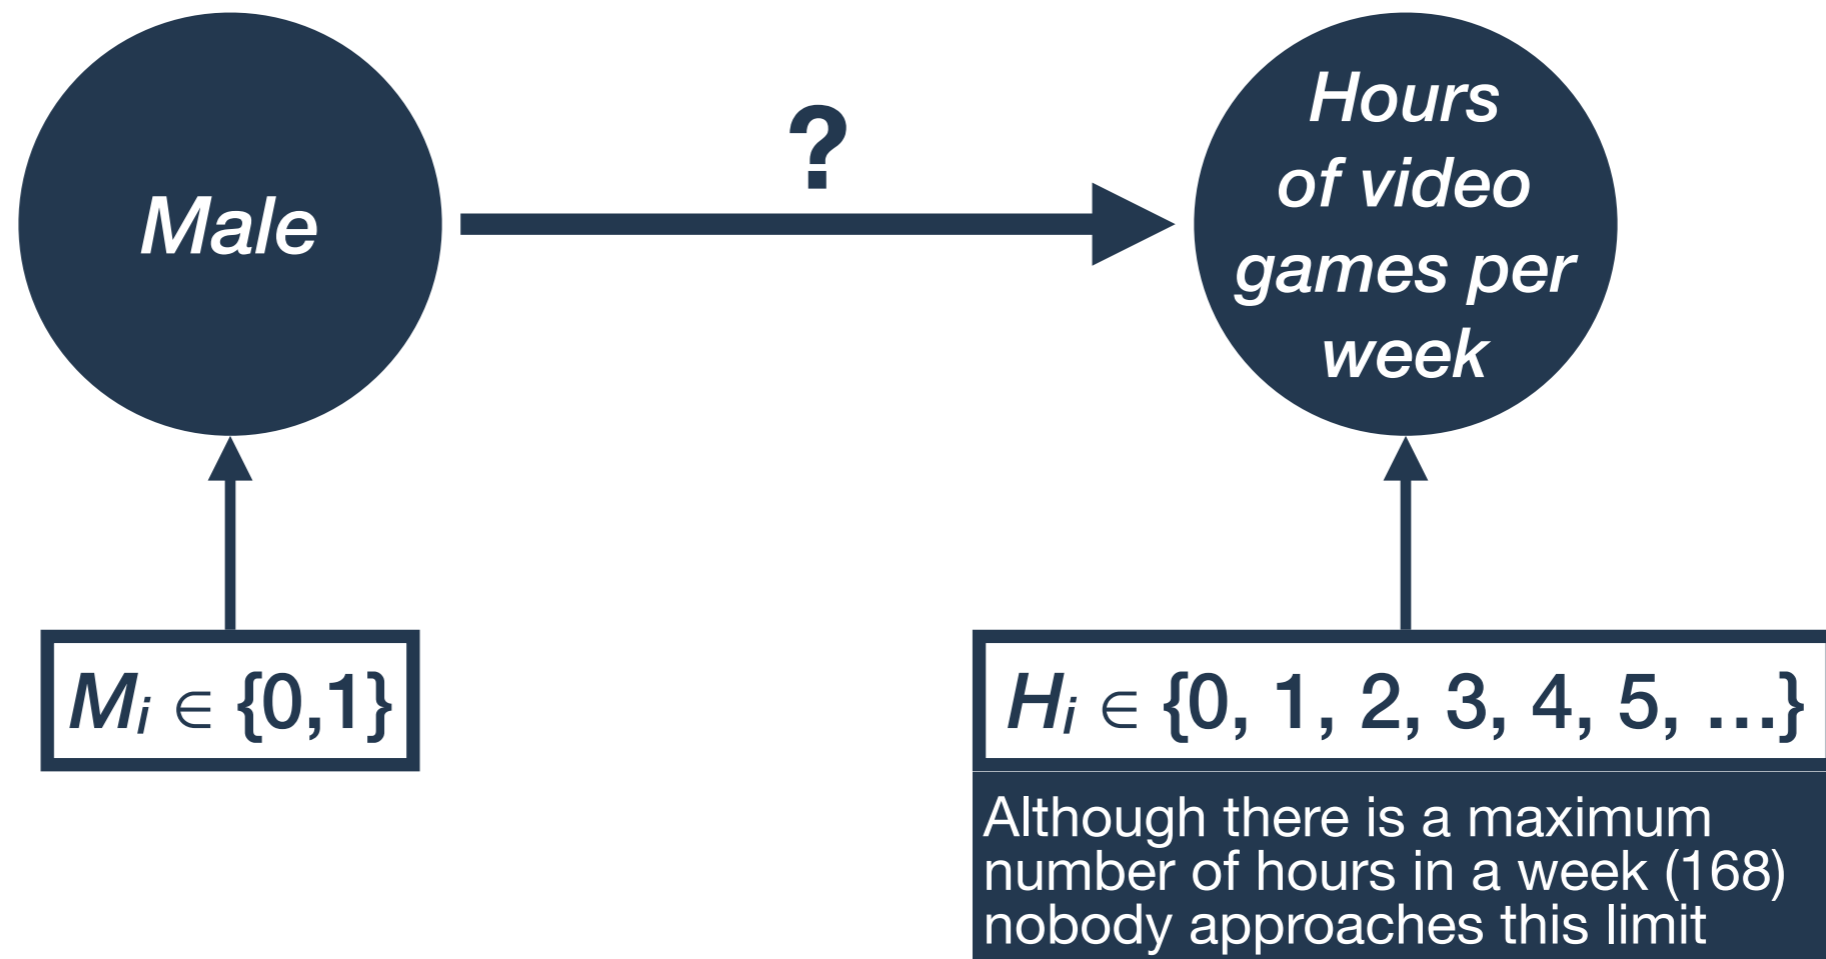 Male
?
Hours
of video
games per
week
Mi ∈ {0,1}
Hi ∈ {0, 1, 2, 3, 4, 5, …}
Although there is a maximum
number of hours in a week (168)
nobody approaches this limit